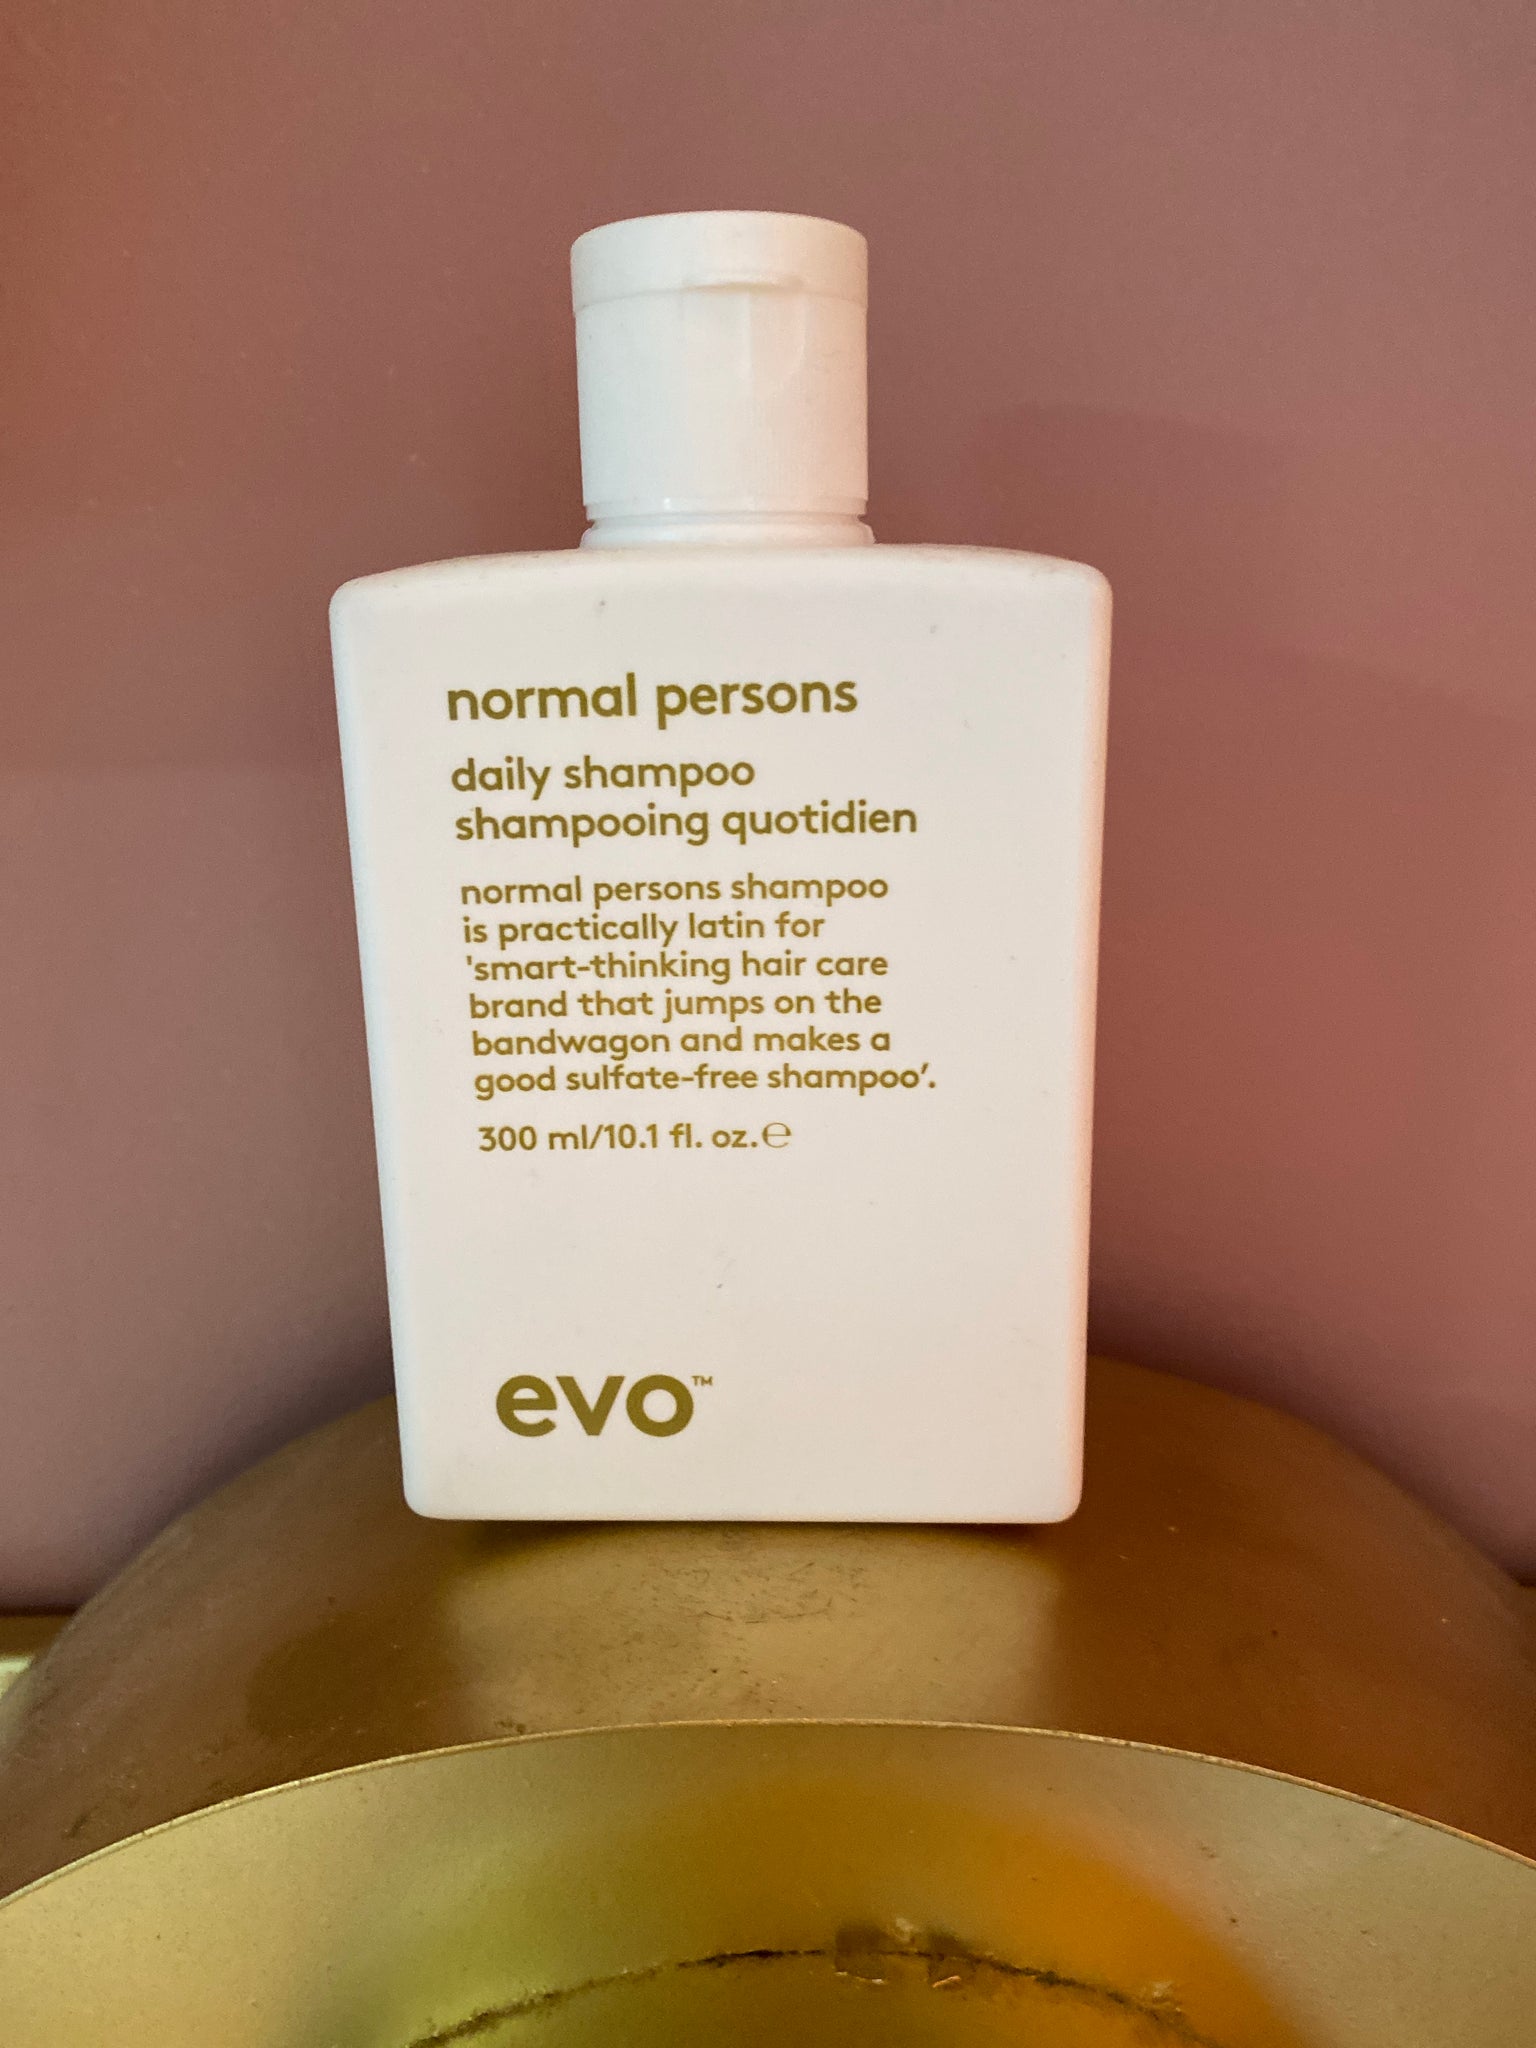 normal persons
daily shampoo
shampooing quotidien
normal persons shampoo
is practically latin for
'smart-thinking hair care
brand that jumps on the
bandwagon and makes a
good sulfate-free shampoo’.
300 ml/10.1 fl. oz.℮
evo™